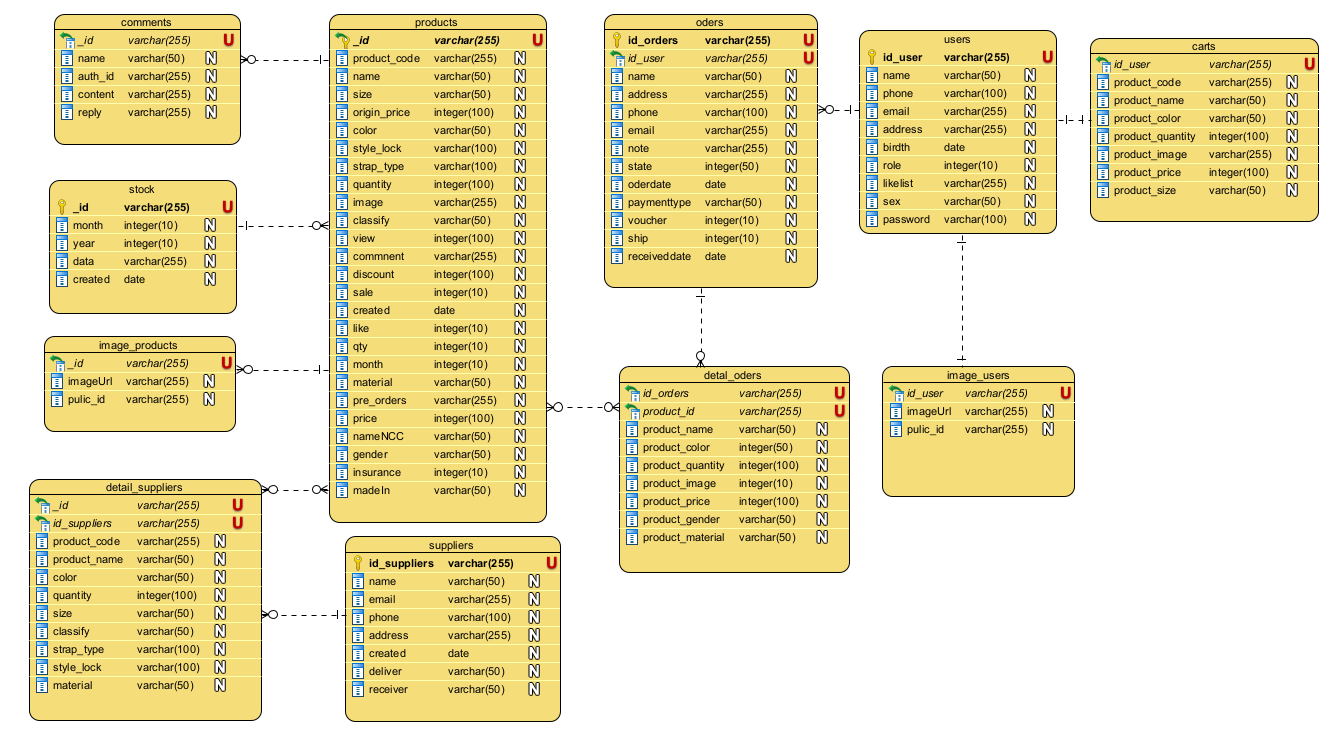 comments
_id varchar(255) U
name varchar(50) N
auth_id varchar(255) N
content varchar(255) N
reply varchar(255) N
stock
_id varchar(255) U
month integer(10) N
year integer(10) N
data varchar(255) N
created date N
image_products
_id varchar(255) U
imageUrl varchar(255) N
pulic_id varchar(255) N
detail_suppliers
_id varchar(255) U
id_suppliers varchar(255) U
product_code varchar(255) N
product_name varchar(50) N
color varchar(50) N
quantity integer(100) N
size varchar(50) N
classify varchar(50) N
strap_type varchar(100) N
style_lock varchar(100) N
material varchar(50) N
products
_id varchar(255) U
product_code varchar(255) N
name varchar(50) N
size varchar(50) N
origin_price integer(100) N
color varchar(50) N
style_lock varchar(100) N
strap_type varchar(100) N
quantity integer(100) N
image varchar(255) N
classify varchar(50) N
view integer(100) N
commnent varchar(255) N
discount integer(100) N
sale integer(10) N
created date N
like integer(10) N
qty integer(10) N
month integer(10) N
material varchar(50) N
pre_orders varchar(255) N
price integer(100) N
nameNCC varchar(50) N
gender varchar(50) N
insurance integer(10) N
madeIn varchar(50) N
suppliers
id_suppliers varchar(255) U
name varchar(50) N
email varchar(255) N
phone varchar(100) N
address varchar(255) N
created date N
deliver varchar(50) N
receiver varchar(50) N
oders
id_orders varchar(255) U
id_user varchar(255) U
name varchar(50) N
address varchar(255) N
phone varchar(100) N
email varchar(255) N
note varchar(255) N
state integer(50) N
oderdate date N
paymenttype varchar(50) N
voucher integer(10) N
ship integer(10) N
receiveddate date N
detal_oders
id_orders varchar(255) U
product_id varchar(255) U
product_name varchar(50) N
product_color integer(50) N
product_quantity integer(100) N
product_image integer(10) N
product_price integer(100) N
product_gender varchar(50) N
product_material varchar(50) N
users
id_user varchar(255) U
name varchar(50) N
phone varchar(100) N
email varchar(255) N
address varchar(255) N
birdth date N
role integer(10) N
likelist varchar(255) N
sex varchar(50) N
password varchar(100) N
image_users
id_user varchar(255) U
imageUrl varchar(255) N
pulic_id varchar(255) N
carts
id_user varchar(255) U
product_code varchar(255) N
product_name varchar(50) N
product_color varchar(50) N
product_quantity integer(100) N
product_image varchar(255) N
product_price integer(100) N
product_size varchar(50) N